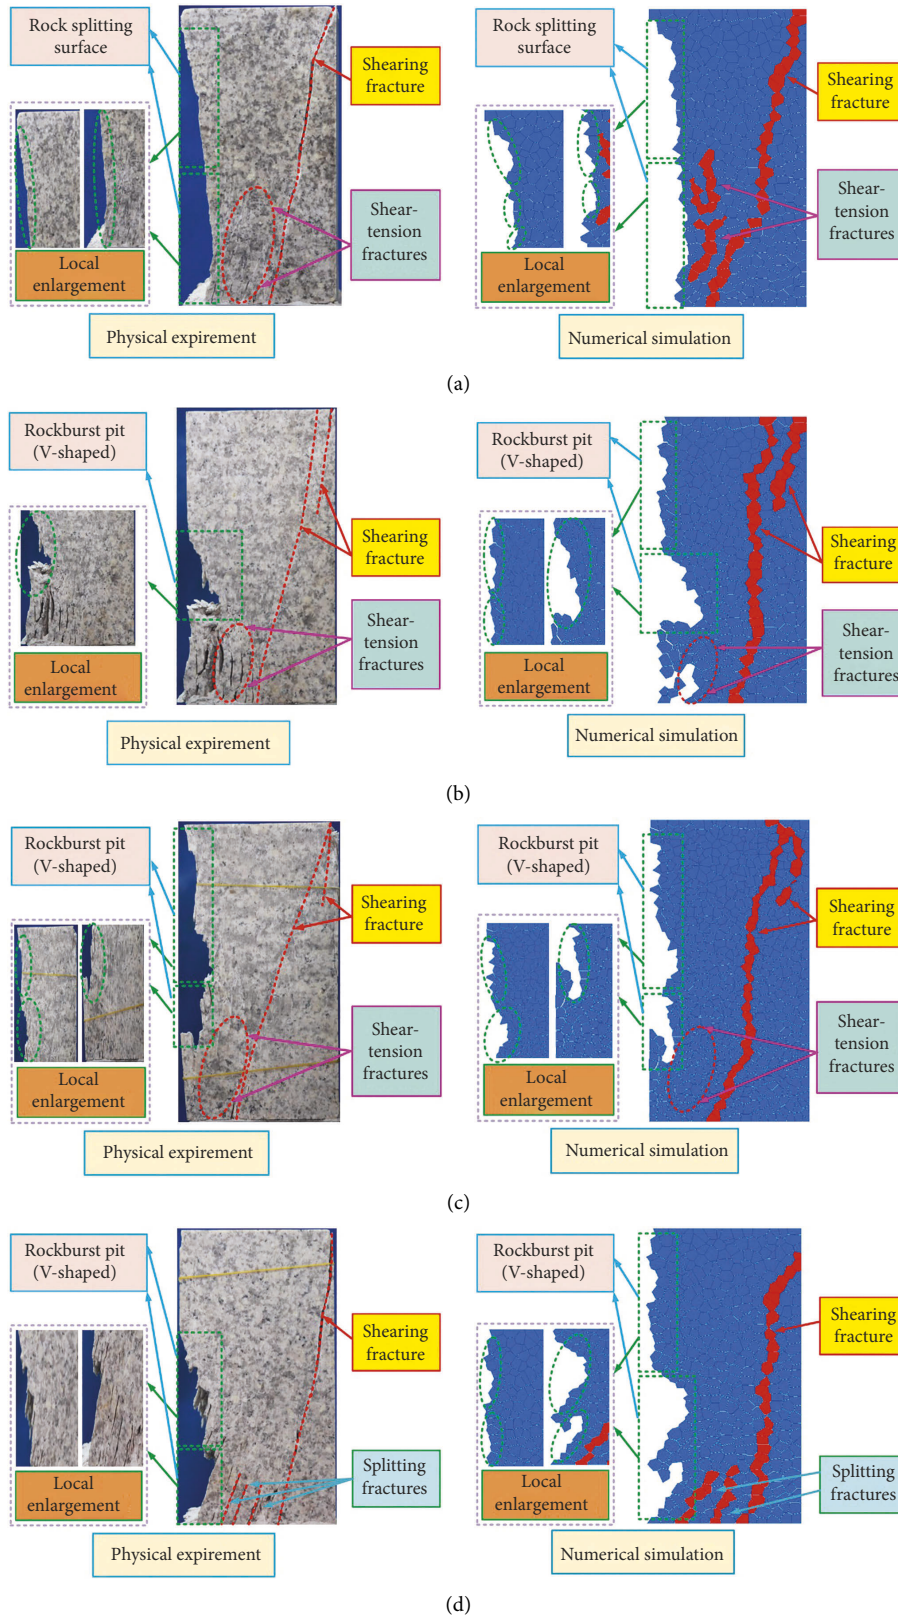 Rock splitting
surface
Shearing
fracture
Shear-
tension
fractures
Local
enlargement
Physical expirement
Rock splitting
surface
Shearing
fracture
Shear-
tension
fractures
Local
enlargement
Numerical simulation
(a)
Rockburst pit
(V-shaped)
Shearing
fracture
Shear-
tension
fractures
Local
enlargement
Physical expirement
Rockburst pit
(V-shaped)
Shearing
fracture
Shear-
tension
fractures
Local
enlargement
Numerical simulation
(b)
Rockburst pit
(V-shaped)
Shearing
fracture
Shear-
tension
fractures
Local
enlargement
Physical expirement
Rockburst pit
(V-shaped)
Shearing
fracture
Shear-
tension
fractures
Local
enlargement
Numerical simulation
(c)
Rockburst pit
(V-shaped)
Shearing
fracture
Splitting
fractures
Local
enlargement
Physical expirement
Rockburst pit
(V-shaped)
Shearing
fracture
Splitting
fractures
Local
enlargement
Numerical simulation
(d)